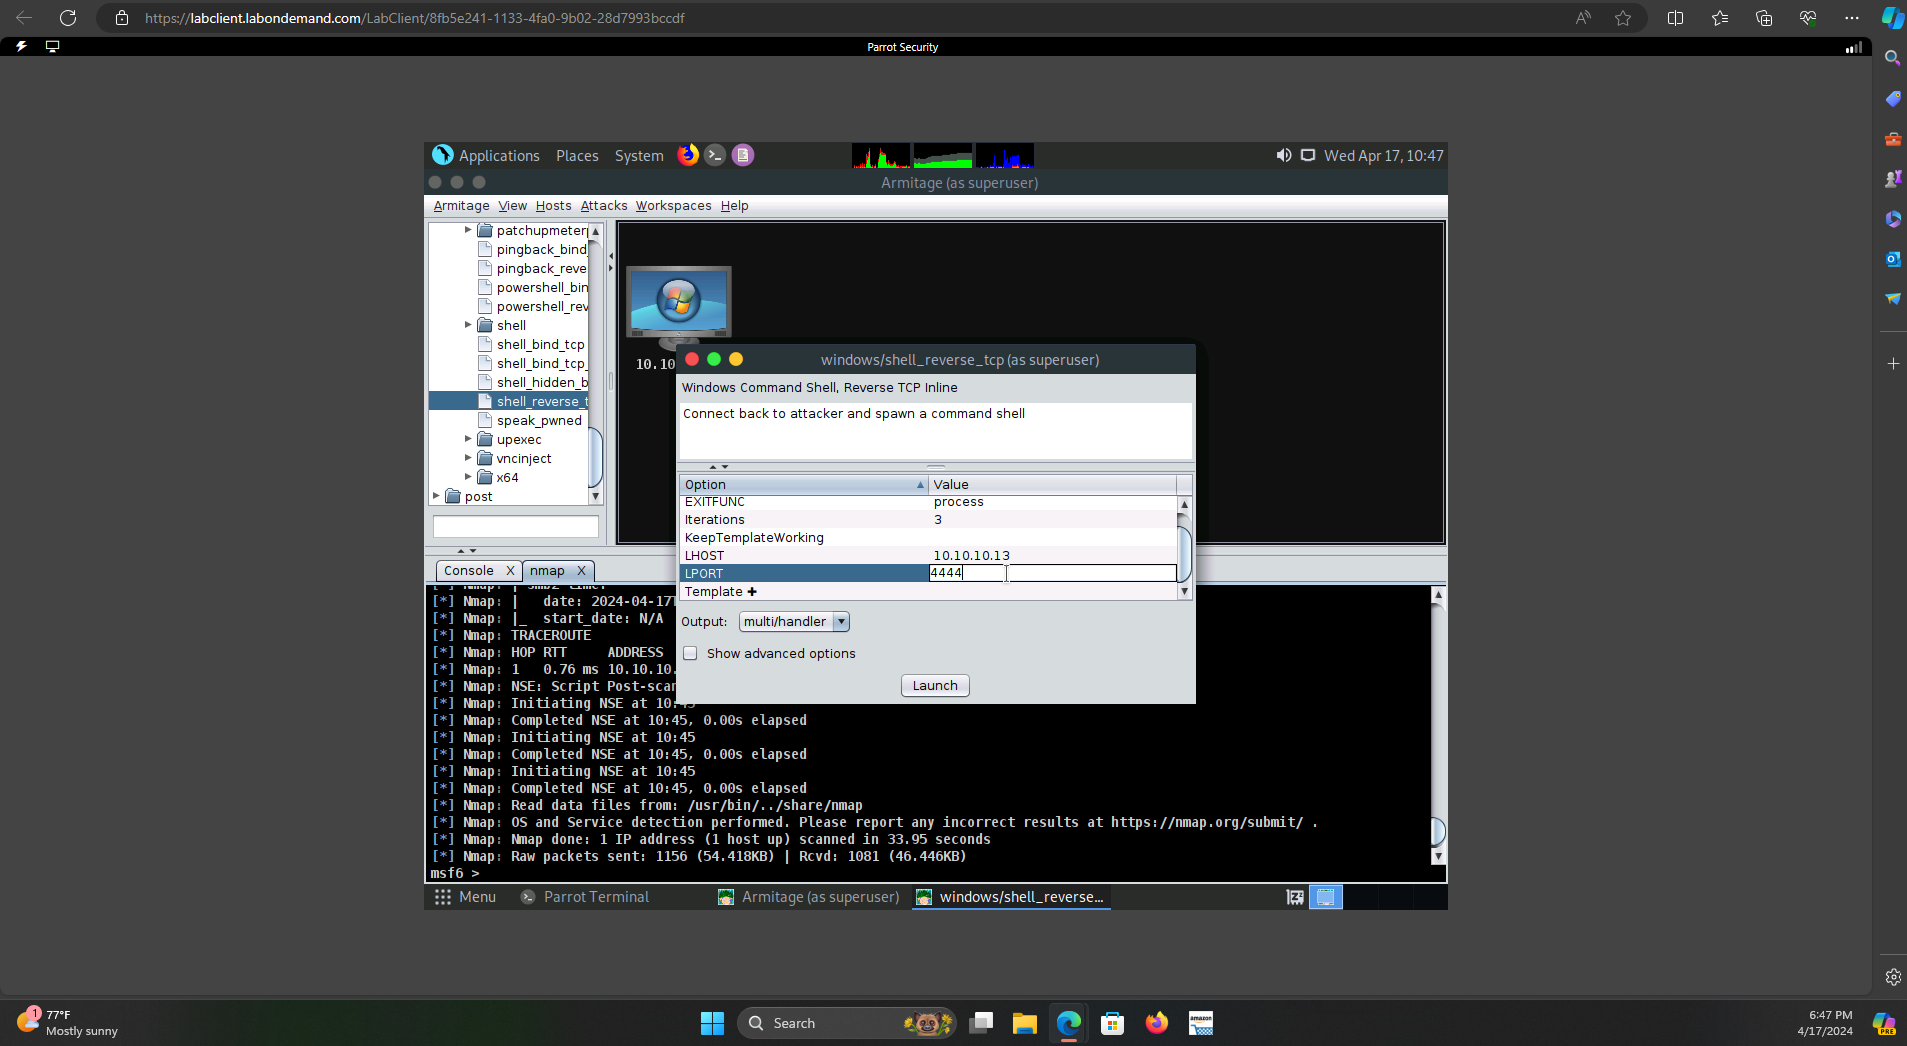 https://labclient.labondemand.com/LabClient/8fb5e241-1133-4fa0-9b02-28d7993bccdf
Parrot Security
Applications Places System Wed Apr 17, 10:47
Armitage (as superuser)
Armitage View Hosts Attacks Workspaces Help
patchupmeter
pingback_bind_
pingback_reve
powershell_bin
powershell_rev
shell
shell_bind_tcp
shell_bind_tcp_
shell_hidden_b
shell_reverse_t
speak_pwned
upexec
vncinject
x64
post
10.10
windows/shell_reverse_tcp (as superuser)
Windows Command Shell, Reverse TCP Inline
Connect back to attacker and spawn a command shell
Option Value
EXITFUNC process
Iterations 3
KeepTemplateWorking
LHOST 10.10.10.13
LPORT 4444
Template ✚
Output: multi/handler
Show advanced options
Launch
Console X nmap X
[*] Nmap: | date: 2024-04-17T
[*] Nmap: |_ start_date: N/A
[*] Nmap: TRACEROUTE
[*] Nmap: HOP RTT ADDRESS
[*] Nmap: 1 0.76 ms 10.10.10.
[*] Nmap: NSE: Script Post-scan
[*] Nmap: Initiating NSE at 10:45
[*] Nmap: Completed NSE at 10:45, 0.00s elapsed
[*] Nmap: Initiating NSE at 10:45
[*] Nmap: Completed NSE at 10:45, 0.00s elapsed
[*] Nmap: Initiating NSE at 10:45
[*] Nmap: Completed NSE at 10:45, 0.00s elapsed
[*] Nmap: Read data files from: /usr/bin/../share/nmap
[*] Nmap: OS and Service detection performed. Please report any incorrect results at https://nmap.org/submit/ .
[*] Nmap: Nmap done: 1 IP address (1 host up) scanned in 33.95 seconds
[*] Nmap: Raw packets sent: 1156 (54.418KB) | Rcvd: 1081 (46.446KB)
msf6 >
Menu Parrot Terminal Armitage (as superuser) windows/shell_reverse...
1 77°F
Mostly sunny
Search
amazon
6:47 PM
4/17/2024
PRE